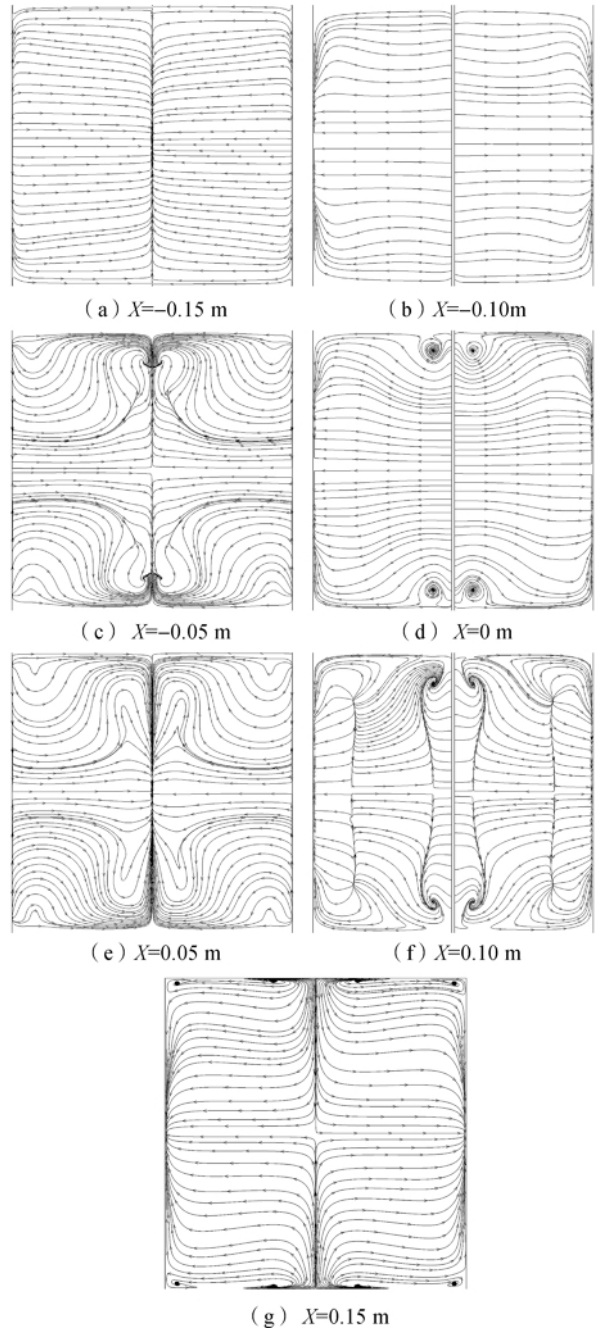 （a）X=−0.15 m
（b）X=−0.10m
（c） X=−0.05 m
（d） X=0 m
（e）X=0.05 m
（f）X=0.10 m
（g） X=0.15 m